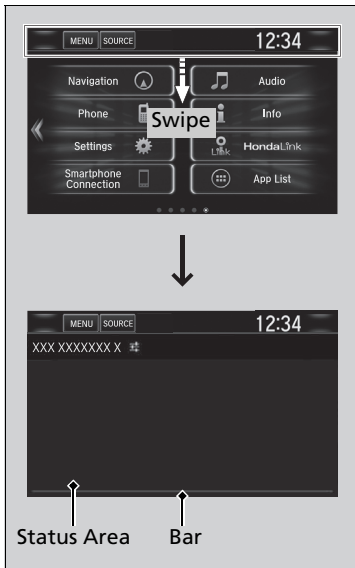 MENU SOURCE 12:34
Navigation Audio
Phone Info
Swipe
Settings Link HondaLink
Smartphone
Connection App List
MENU SOURCE 12:34
XXX XXXXXXX X
Status Area Bar